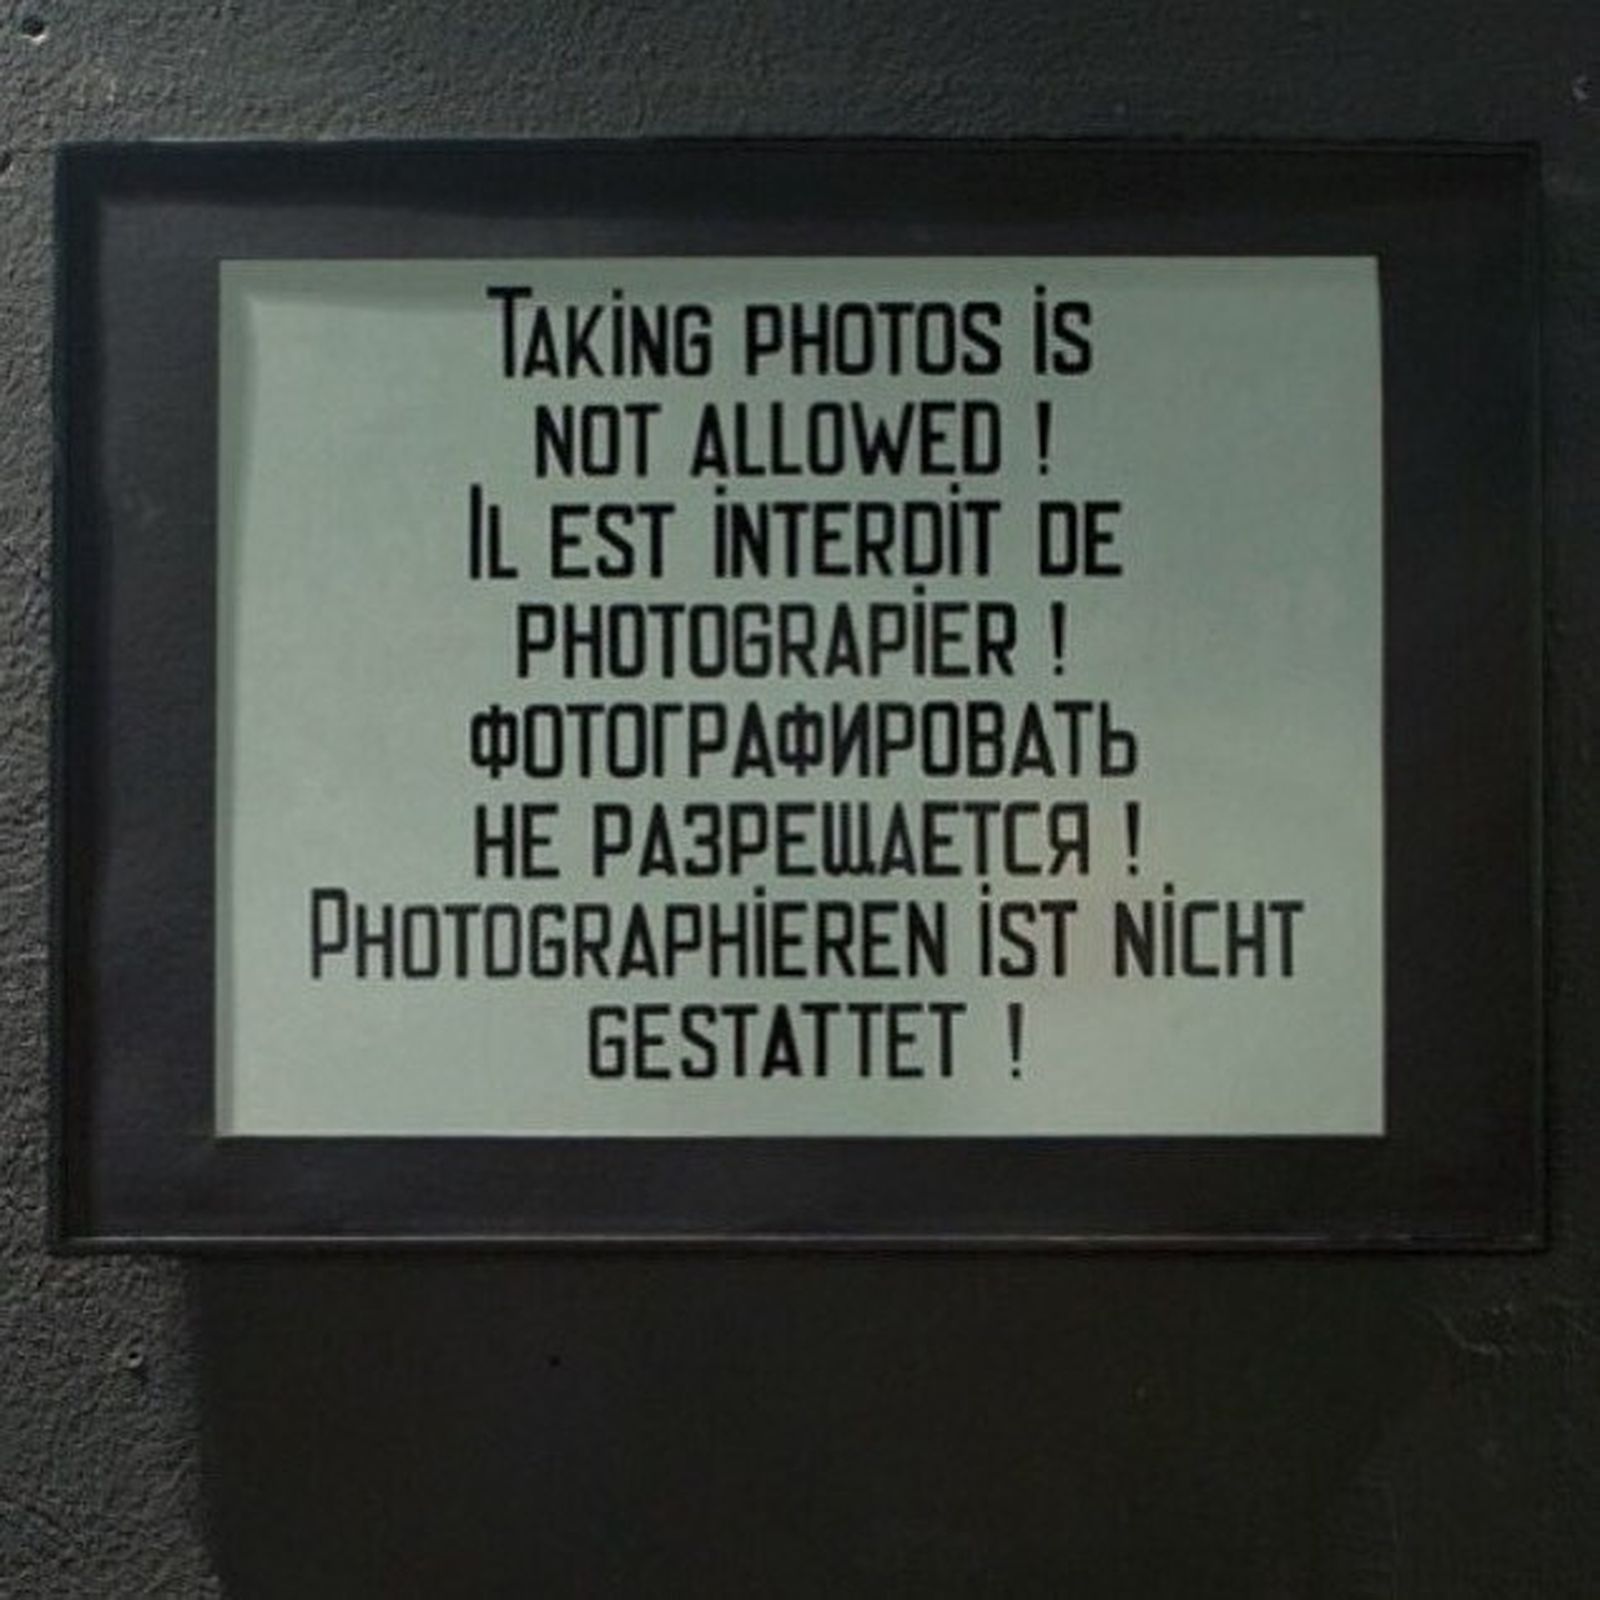 Taking photos is
not allowed !
Il est interdit de
photograpier !
фотографировать
не разрешается !
Photographieren ist nicht
gestattet !